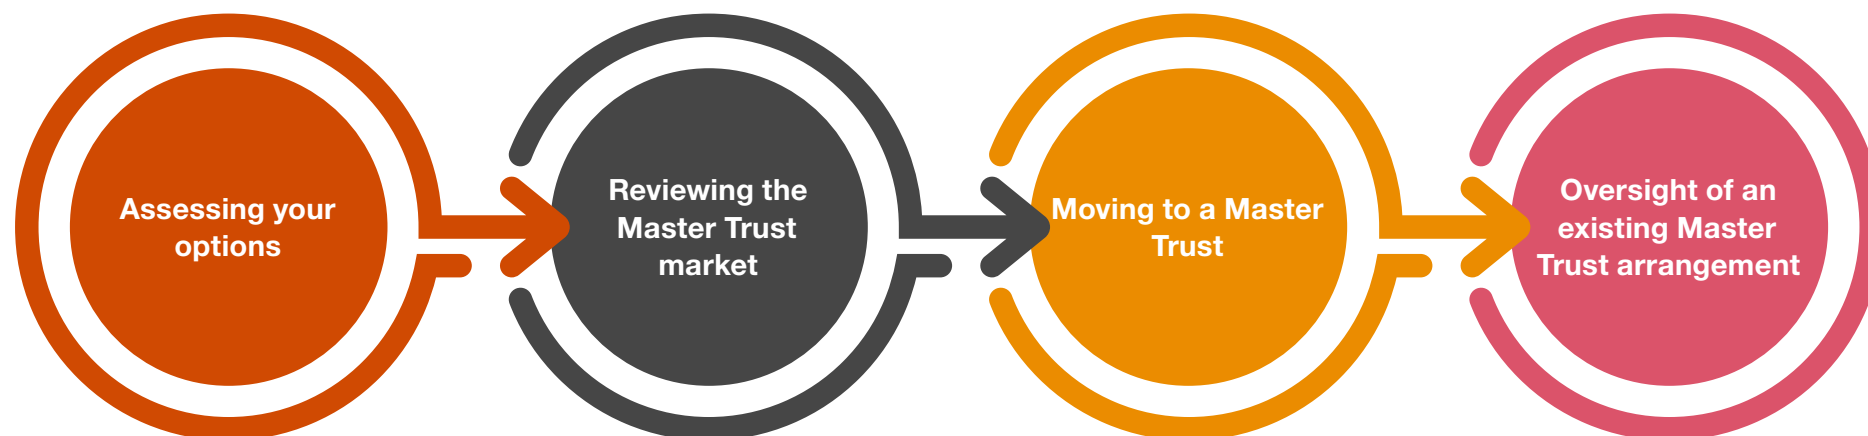 Assessing your
options
Reviewing the
Master Trust
market
Moving to a Master
Trust
Oversight of an
existing Master
Trust arrangement